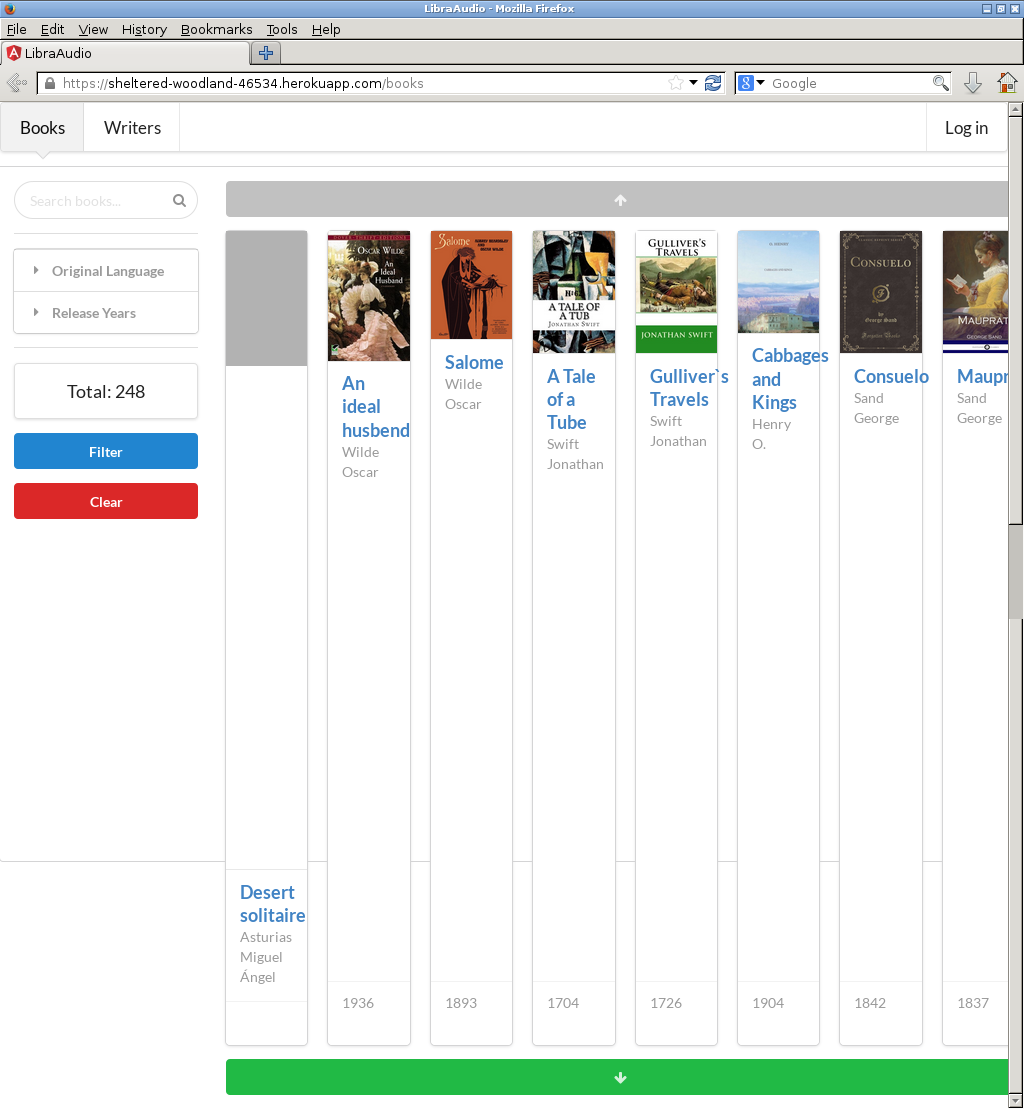 LibraAudio - Mozilla Firefox
File Edit View History Bookmarks Tools Help
LibraAudio
https://sheltered-woodland-46534.herokuapp.com/books
Google
Books Writers Log in
Search books...
Original Language
Release Years
Total: 248
Filter
Clear
Desert
solitaire
Asturias
Miguel
Ángel
OSCAR WILDE
An
Ideal
Husband
An
ideal
husbend
Wilde
Oscar
1936
Salome
Salome
Wilde
Oscar
1893
A TALE OF
A TUB
JONATHAN SWIFT
A Tale
of a
Tube
Swift
Jonathan
1704
GULLIVER'S
TRAVELS
JONATHAN SWIFT
Gulliver`s
Travels
Swift
Jonathan
1726
Cabbages
and
Kings
Henry
O.
1904
CONSUELO
by
George Sand
Forgotten Books
Consuelo
Sand
George
1842
MAUPRAT
GEORGE SAND
Maupr
Sand
George
1837